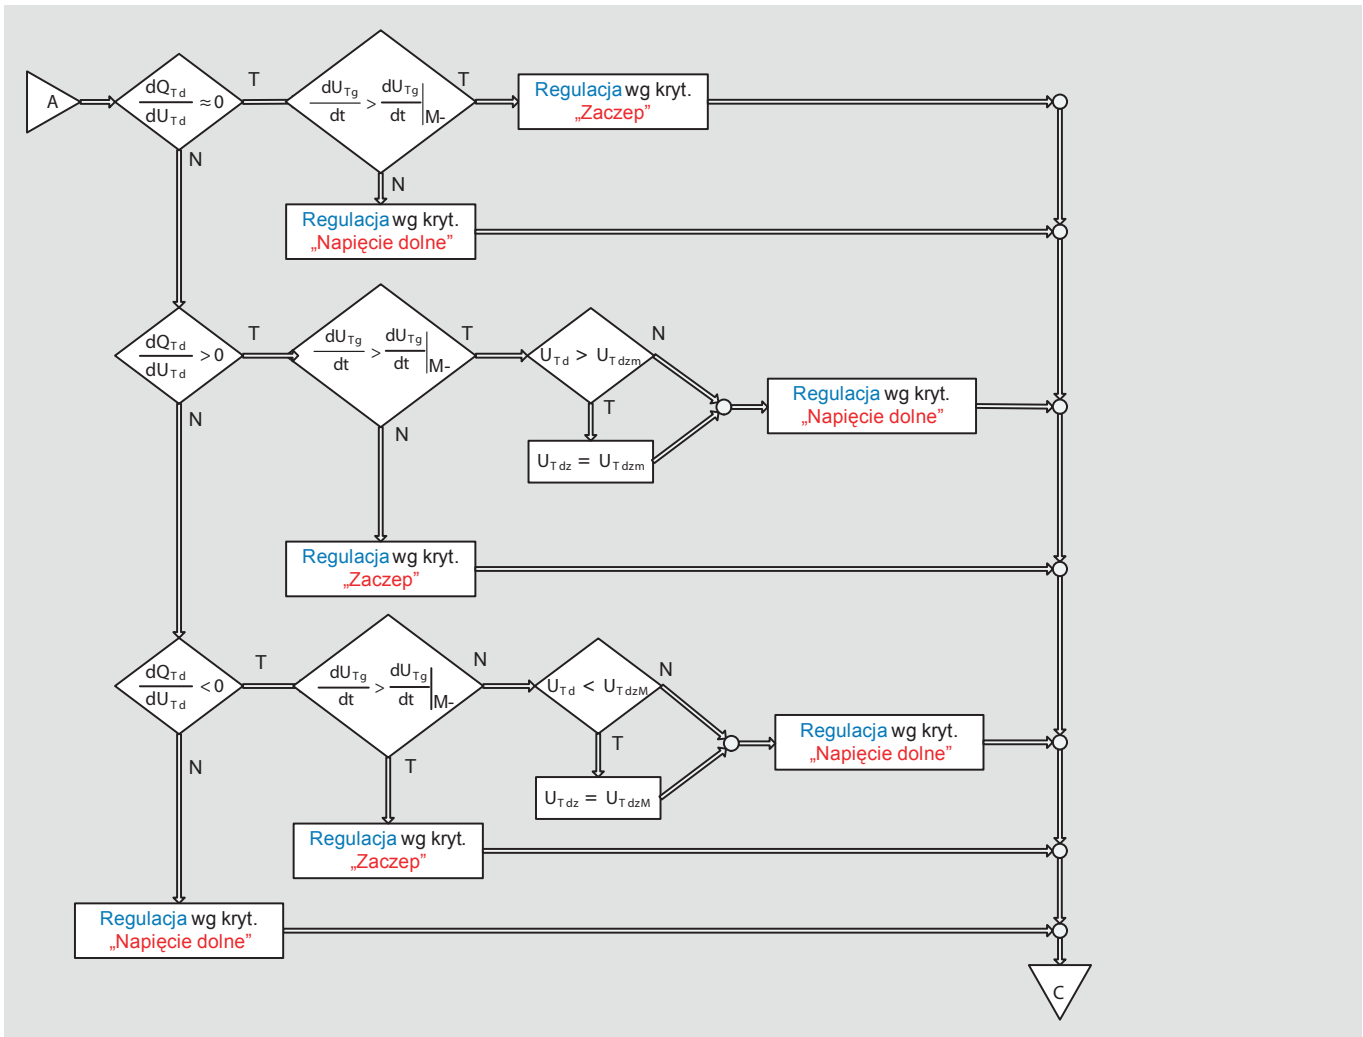 A
dQTd
dUTd
≈ 0
T
dUTg
dt
>
dUTg
dt
M-
T
Regulacja wg kryt.
„Zaczep”
N
N
Regulacja wg kryt.
„Napięcie dolne”
dQTd
dUTd
> 0
T
dUTg
dt
>
dUTg
dt
M-
T
UTd > UTdzm
N
T
Regulacja wg kryt.
„Napięcie dolne”
N
N
UTdz = UTdzm
Regulacja wg kryt.
„Zaczep”
dQTd
dUTd
< 0
T
dUTg
dt
>
dUTg
dt
M-
N
UTd < UTdzM
N
T
Regulacja wg kryt.
„Napięcie dolne”
N
T
UTdz = UTdzM
Regulacja wg kryt.
„Zaczep”
Regulacja wg kryt.
„Napięcie dolne”
C